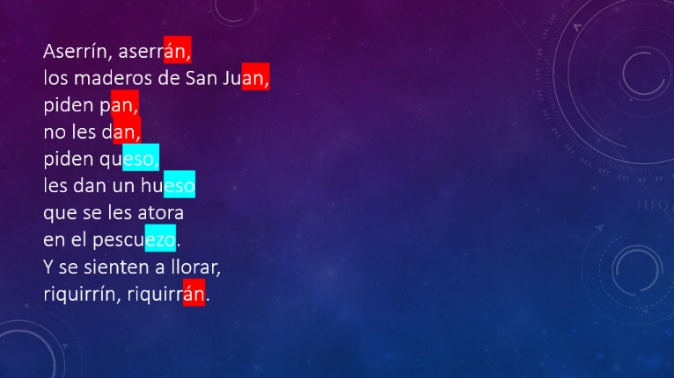 Aserrín, aserrán,
los maderos de San Juan,
piden pan,
no les dan,
piden queso,
les dan un hueso
que se les atora
en el pescuezo.
Y se sienten a llorar,
riquirrín, riquirrán.